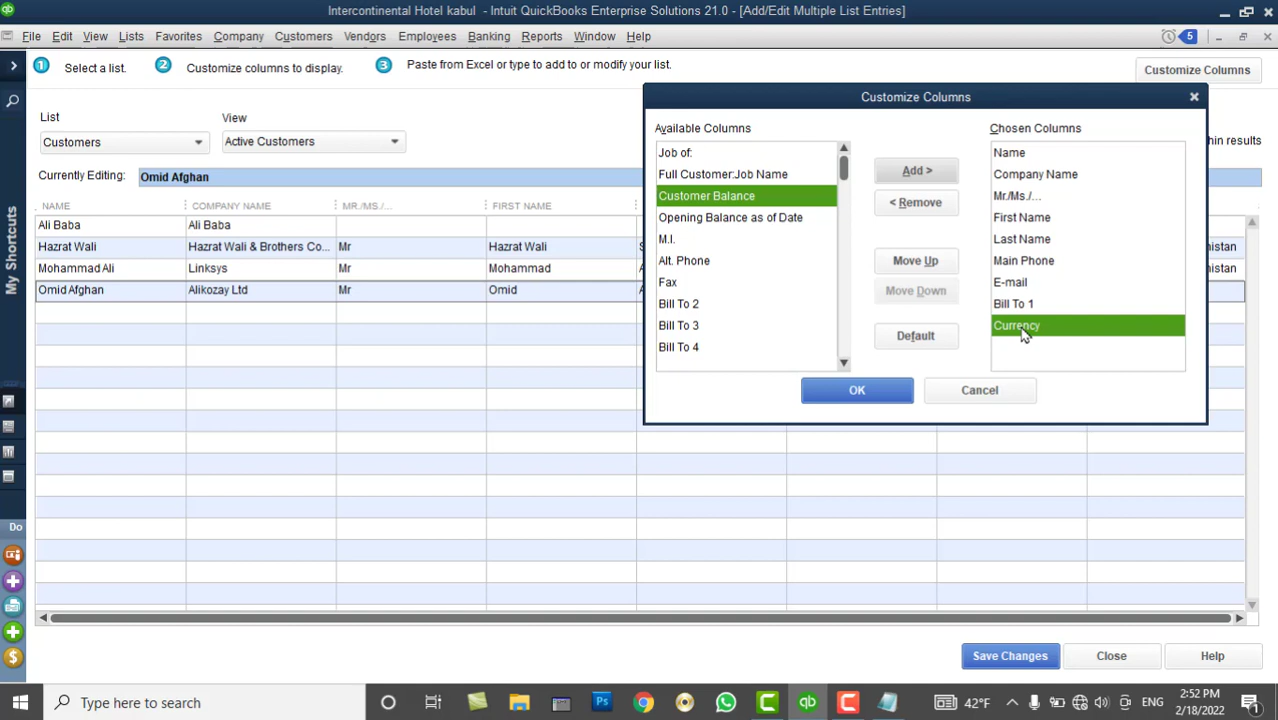 Intercontinental Hotel kabul - Intuit QuickBooks Enterprise Solutions 21.0 - [Add/Edit Multiple List Entries]
File Edit View Lists Favorites Company Customers Vendors Employees Banking Reports Window Help 5
1 Select a list. 2 Customize columns to display. 3 Paste from Excel or type to add to or modify your list. Customize Columns
Customize Columns
List View
Customers Active Customers
hin results
Currently Editing: Omid Afghan
NAME COMPANY NAME MR./MS./... FIRST NAME
Ali Baba Ali Baba
Hazrat Wali Hazrat Wali & Brothers Co... Mr Hazrat Wali nistan
Mohammad Ali Linksys Mr Mohammad nistan
Omid Afghan Alikozay Ltd Mr Omid
Available Columns
Job of:
Full Customer:Job Name
Customer Balance
Opening Balance as of Date
M.I.
Alt. Phone
Fax
Bill To 2
Bill To 3
Bill To 4
Add >
< Remove
Move Up
Move Down
Default
Chosen Columns
Name
Company Name
Mr./Ms./...
First Name
Last Name
Main Phone
E-mail
Bill To 1
Currency
OK Cancel
My Shortcuts
Do
Save Changes Close Help
Type here to search
42°F ENG
2:52 PM
2/18/2022
1